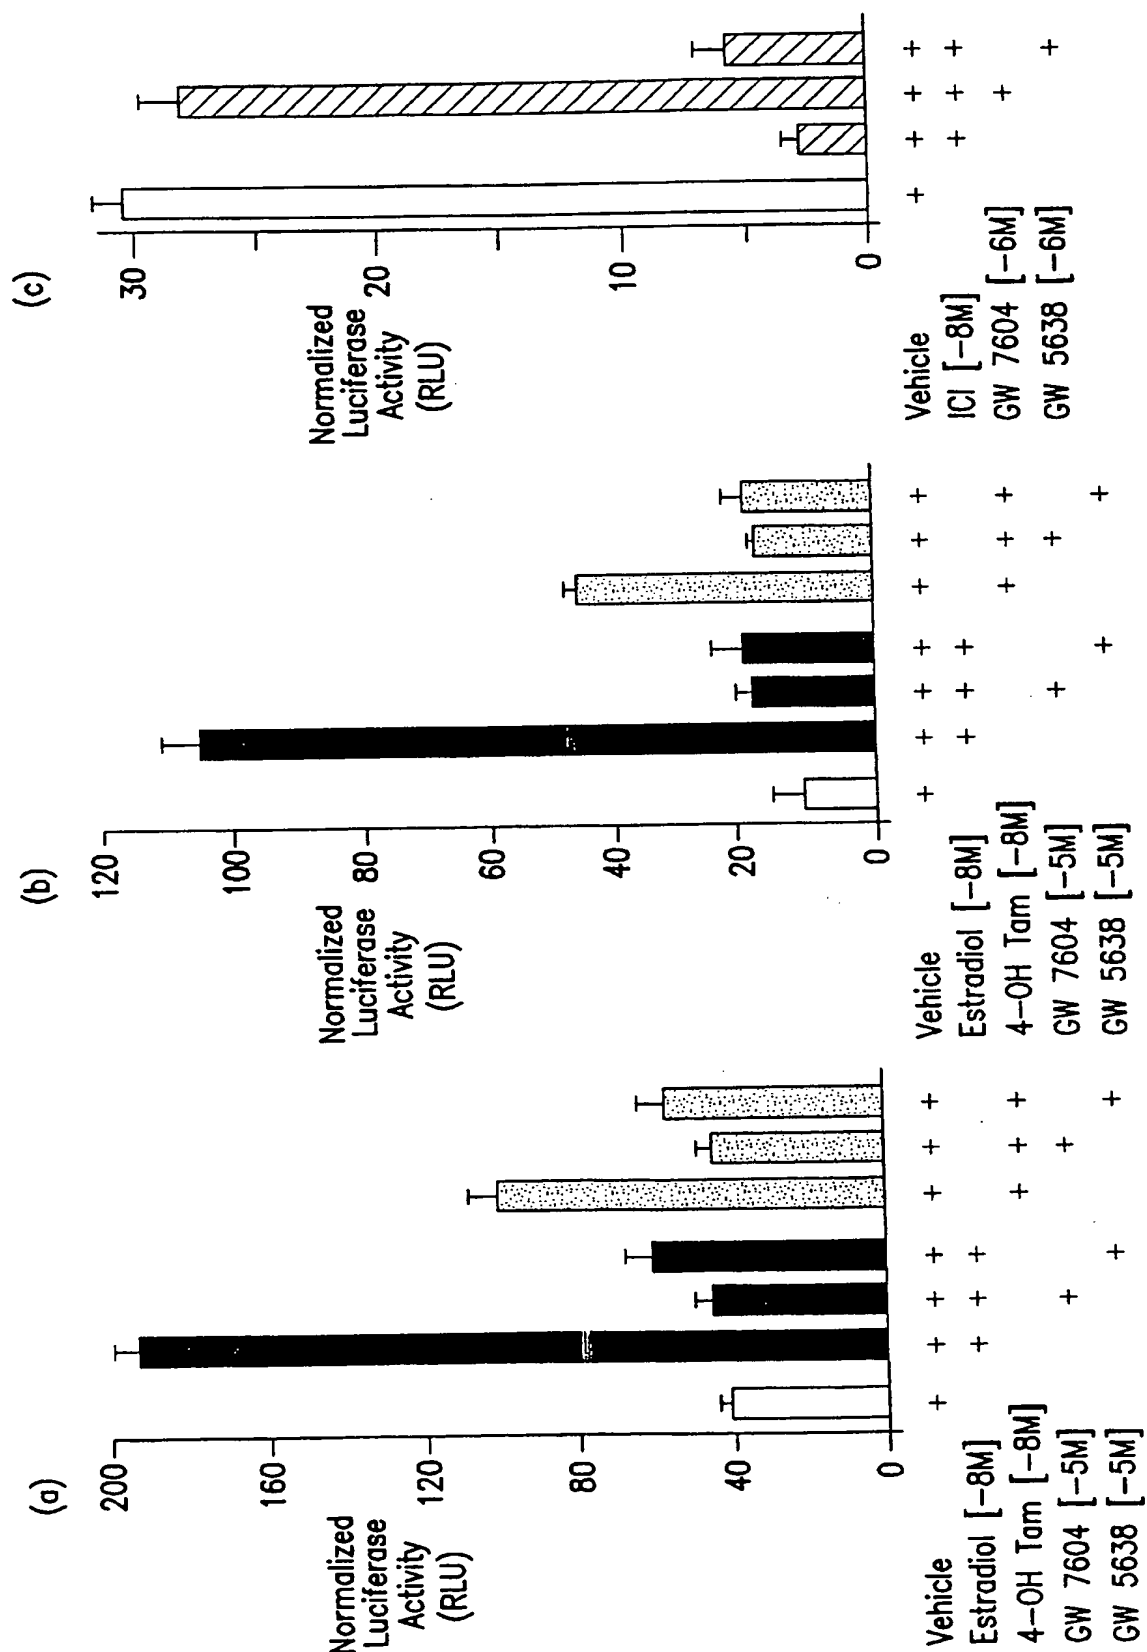 (a)
Normalized
Luciferase
Activity
(RLU)
200
160
120
80
40
0
Vehicle + + + + + + +
Estradiol [-8M] + + +
4-OH Tam [-8M] + + +
GW 7604 [-5M] + +
GW 5638 [-5M] + +
(b)
Normalized
Luciferase
Activity
(RLU)
120
100
80
60
40
20
0
Vehicle + + + + + + +
Estradiol [-8M] + + +
4-OH Tam [-8M] + + +
GW 7604 [-5M] + +
GW 5638 [-5M] + +
(c)
Normalized
Luciferase
Activity
(RLU)
30
20
10
0
Vehicle + + + +
ICI [-8M] + + +
GW 7604 [-6M] +
GW 5638 [-6M] +